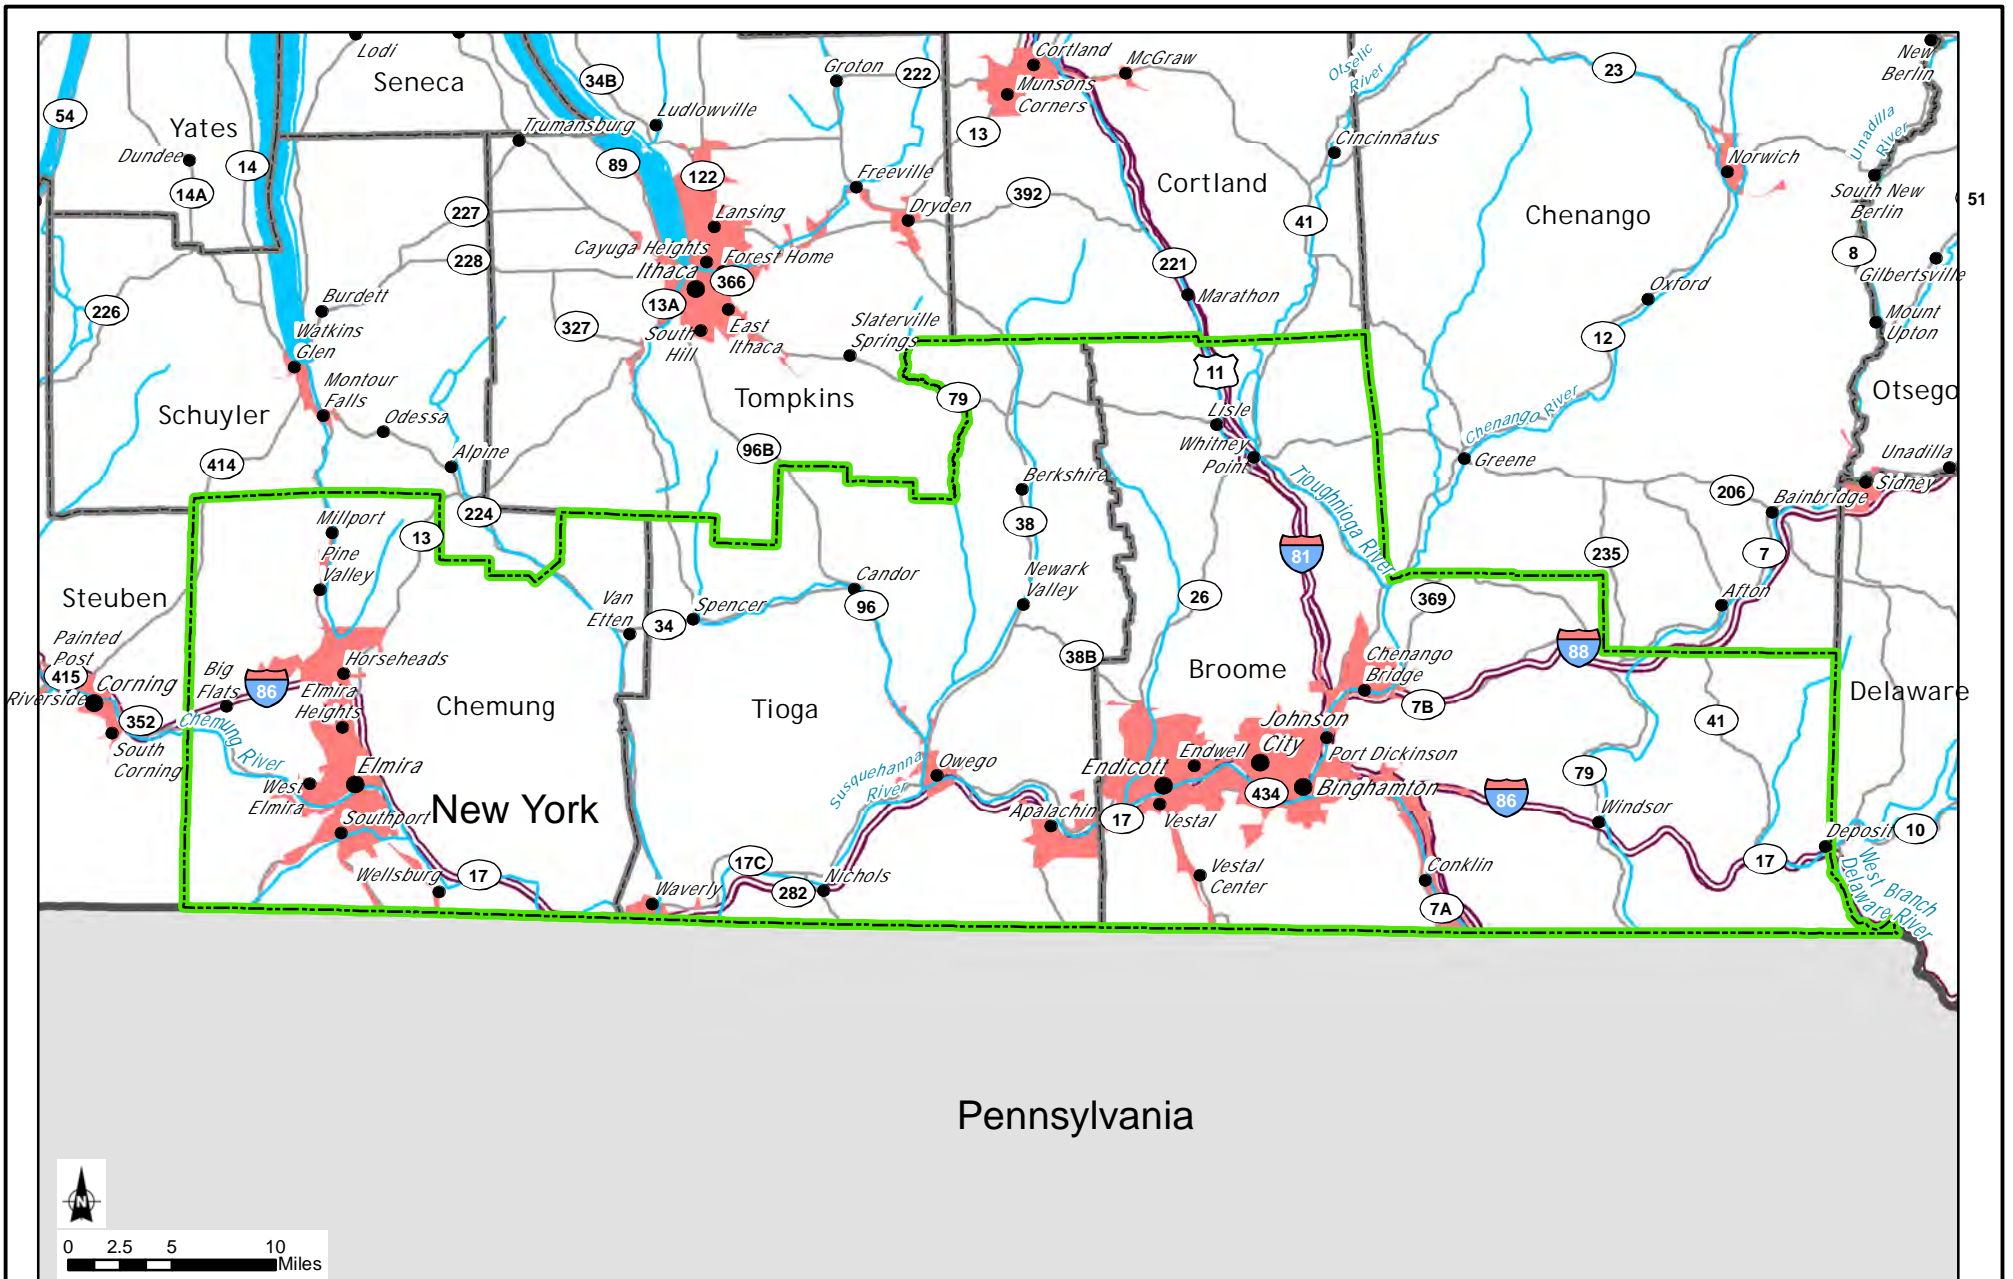 Lodi
Seneca
34B
Groton
222
Cortland
McGraw
Munsons
Corners
Otselic
River
23
New
Berlin
54
Yates
Dundee
14
14A
Trumansburg
Ludlowville
89
122
13
Freeville
Dryden
392
Cincinnatus
Cortland
41
Norwich
Unadilla
River
South New
Berlin
51
Chenango
8
Gilbertsville
227
228
Lansing
Cayuga Heights
Forest Home
Ithaca
366
13A
221
Marathon
Oxford
226
Burdett
Watkins
Glen
327
South
Hill
East
Ithaca
Slaterville
Springs
12
Mount
Upton
11
Montour
Falls
Schuyler
Odessa
Tompkins
79
Lisle
Whitney
Point
Chenango River
Otsego
414
Alpine
96B
Berkshire
Tioughnioga River
Greene
206
Bainbridge
Unadilla
Sidney
Millport
13
224
38
81
235
7
Pine
Valley
Steuben
Van
Etten
34
Spencer
Candor
96
Newark
Valley
26
369
Afton
Painted
Post
415
Riverside
Corning
Big
Flats
86
Horseheads
Elmira
Heights
38B
Broome
Chenango
Bridge
88
352
South
Corning
Chemung River
Chemung
Tioga
7B
41
Delaware
West
Elmira
Elmira
New York
Southport
Susquehanna
River
Owego
Endicott
Endwell
Johnson
City
Port Dickinson
434
Binghamton
86
79
Windsor
Apalachin
17
Vestal
Wellsburg
17
Waverly
17C
282
Nichols
Vestal
Center
Conklin
7A
17
Deposit
10
West Branch
Delaware River
Pennsylvania
N
0 2.5 5 10
Miles